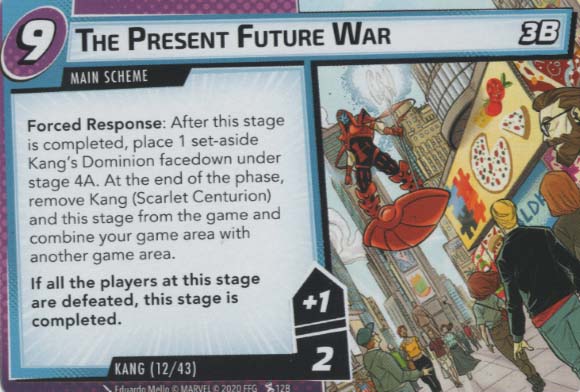 9 THE PRESENT FUTURE WAR 3B
MAIN SCHEME
Forced Response: After this stage
is completed, place 1 set-aside
Kang's Dominion facedown under
stage 4A. At the end of the phase,
remove Kang (Scarlet Centurion)
and this stage from the game and
combine your game area with
another game area.
If all the players at this stage
are defeated, this stage is
completed.
+1
2
KANG (12/43)
Eduardo Mello © MARVEL © 2020 FFG 128